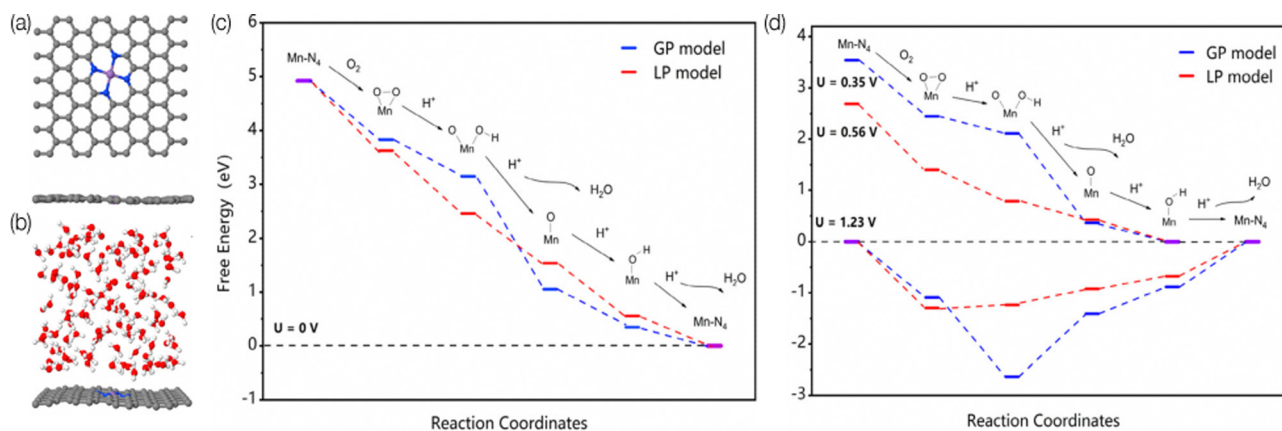 (a)
(b)
(c)
Free Energy (eV)
6
5
4
3
2
1
0
-1
Mn-N₄
O₂
O O
Mn
H⁺
O O H
Mn
H⁺
H₂O
O
Mn
H⁺
H
O
Mn
H⁺
H₂O
Mn-N₄
GP model
LP model
U = 0 V
Reaction Coordinates
(d)
4
3
2
1
0
-1
-2
-3
Mn-N₄
O₂
O O
Mn
H⁺
O O H
Mn
H⁺
H₂O
O
Mn
H⁺
O H
Mn
H⁺
H₂O
Mn-N₄
GP model
LP model
U = 0.35 V
U = 0.56 V
U = 1.23 V
Reaction Coordinates